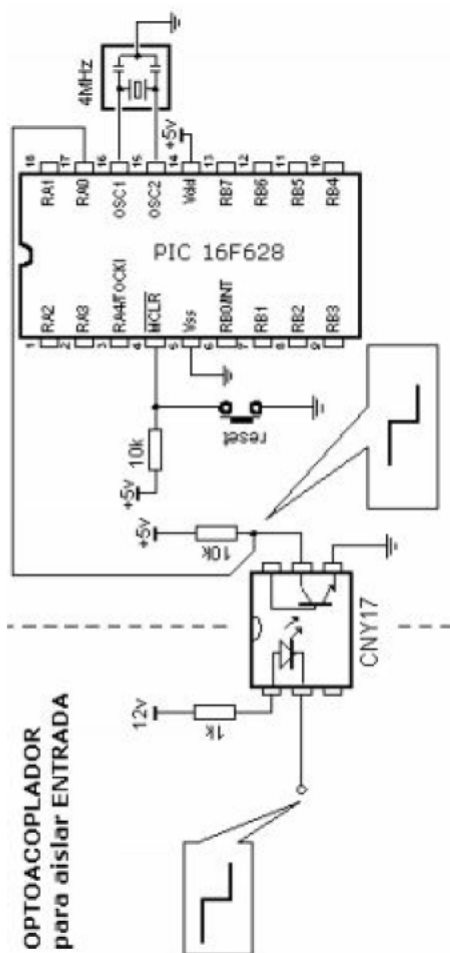 OPTOACOPLADOR
para aislar ENTRADA
12v
1k
CNY17
+5v
10k
+5v
10k
reset
PIC 16F628
1 RA2
2 RA3
3 RA4/TOCKI
4 MCLR
5 Vss
6 RB0/INT
7 RB1
8 RB2
9 RB3
18 RA1
17 RA0
16 OSC1
15 OSC2
14 Vdd
13 RB7
12 RB6
11 RB5
10 RB4
+5v
4MHz